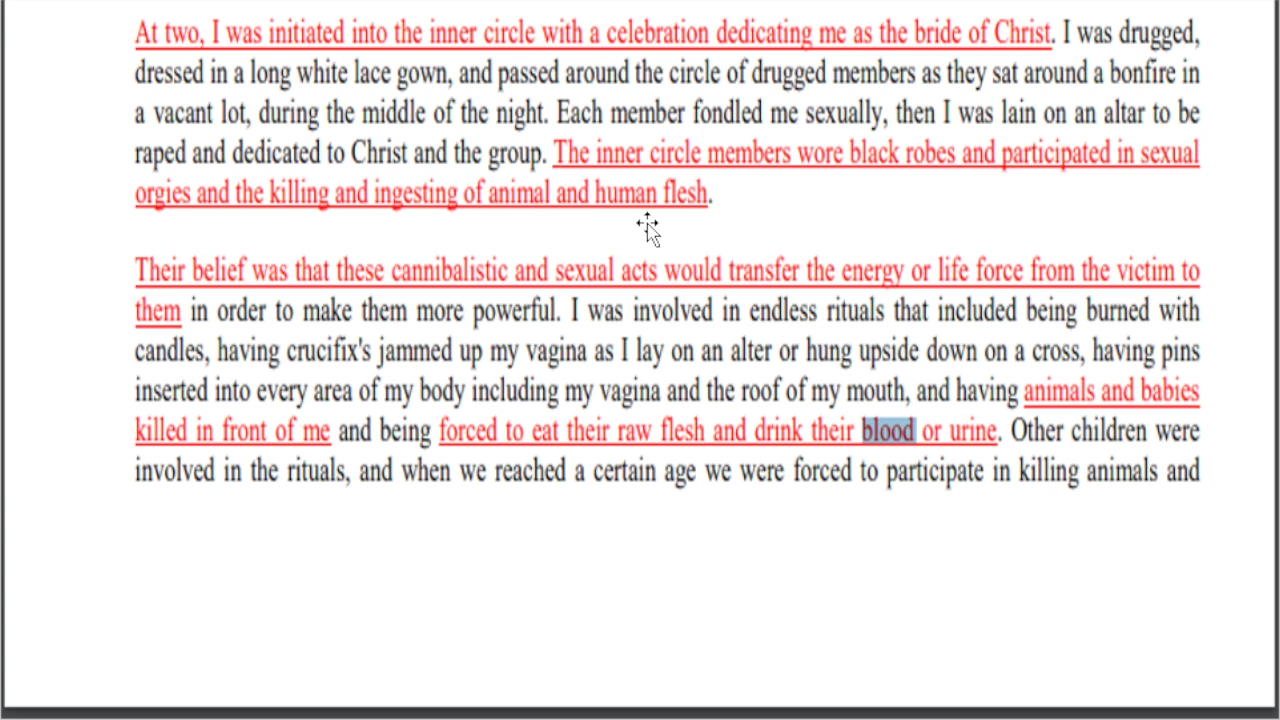 At two, I was initiated into the inner circle with a celebration dedicating me as the bride of Christ. I was drugged,
dressed in a long white lace gown, and passed around the circle of drugged members as they sat around a bonfire in
a vacant lot, during the middle of the night. Each member fondled me sexually, then I was lain on an altar to be
raped and dedicated to Christ and the group. The inner circle members wore black robes and participated in sexual
orgies and the killing and ingesting of animal and human flesh.
Their belief was that these cannibalistic and sexual acts would transfer the energy or life force from the victim to
them in order to make them more powerful. I was involved in endless rituals that included being burned with
candles, having crucifix's jammed up my vagina as I lay on an alter or hung upside down on a cross, having pins
inserted into every area of my body including my vagina and the roof of my mouth, and having animals and babies
killed in front of me and being forced to eat their raw flesh and drink their blood or urine. Other children were
involved in the rituals, and when we reached a certain age we were forced to participate in killing animals and